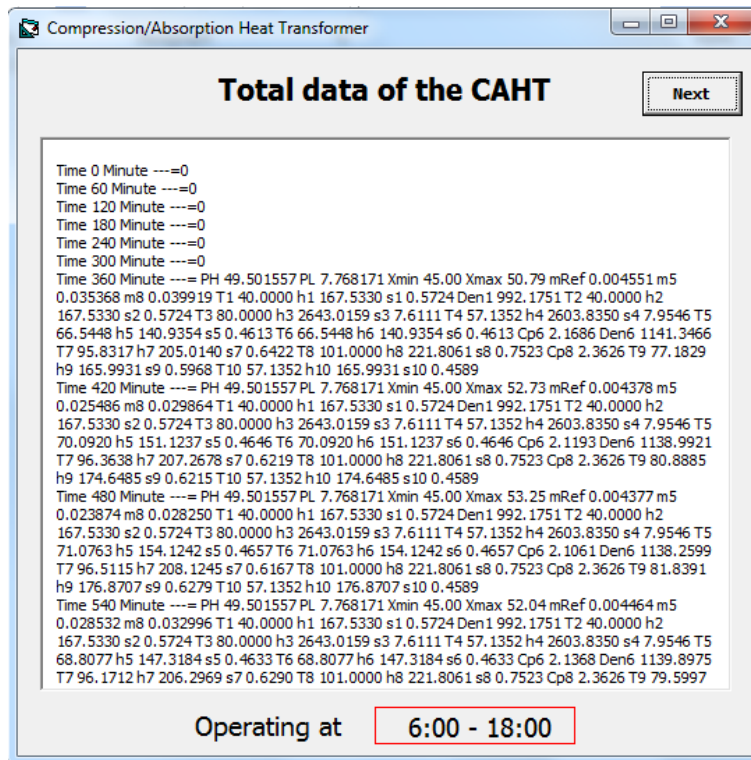 Compression/Absorption Heat Transformer
Total data of the CAHT
Next
Time 0 Minute ---=0
Time 60 Minute ---=0
Time 120 Minute ---=0
Time 180 Minute ---=0
Time 240 Minute ---=0
Time 300 Minute ---=0
Time 360 Minute ---= PH 49.501557 PL 7.768171 Xmin 45.00 Xmax 50.79 mRef 0.004551 m5
0.035368 m8 0.039919 T1 40.0000 h1 167.5330 s1 0.5724 Den1 992.1751 T2 40.0000 h2
167.5330 s2 0.5724 T3 80.0000 h3 2643.0159 s3 7.6111 T4 57.1352 h4 2603.8350 s4 7.9546 T5
66.5448 h5 140.9354 s5 0.4613 T6 66.5448 h6 140.9354 s6 0.4613 Cp6 2.1686 Den6 1141.3466
T7 95.8317 h7 205.0140 s7 0.6422 T8 101.0000 h8 221.8061 s8 0.7523 Cp8 2.3626 T9 77.1829
h9 165.9931 s9 0.5968 T10 57.1352 h10 165.9931 s10 0.4589
Time 420 Minute ---= PH 49.501557 PL 7.768171 Xmin 45.00 Xmax 52.73 mRef 0.004378 m5
0.025486 m8 0.029864 T1 40.0000 h1 167.5330 s1 0.5724 Den1 992.1751 T2 40.0000 h2
167.5330 s2 0.5724 T3 80.0000 h3 2643.0159 s3 7.6111 T4 57.1352 h4 2603.8350 s4 7.9546 T5
70.0920 h5 151.1237 s5 0.4646 T6 70.0920 h6 151.1237 s6 0.4646 Cp6 2.1193 Den6 1138.9921
T7 96.3638 h7 207.2678 s7 0.6219 T8 101.0000 h8 221.8061 s8 0.7523 Cp8 2.3626 T9 80.8885
h9 174.6485 s9 0.6215 T10 57.1352 h10 174.6485 s10 0.4589
Time 480 Minute ---= PH 49.501557 PL 7.768171 Xmin 45.00 Xmax 53.25 mRef 0.004377 m5
0.023874 m8 0.028250 T1 40.0000 h1 167.5330 s1 0.5724 Den1 992.1751 T2 40.0000 h2
167.5330 s2 0.5724 T3 80.0000 h3 2643.0159 s3 7.6111 T4 57.1352 h4 2603.8350 s4 7.9546 T5
71.0763 h5 154.1242 s5 0.4657 T6 71.0763 h6 154.1242 s6 0.4657 Cp6 2.1061 Den6 1138.2599
T7 96.5115 h7 208.1245 s7 0.6167 T8 101.0000 h8 221.8061 s8 0.7523 Cp8 2.3626 T9 81.8391
h9 176.8707 s9 0.6279 T10 57.1352 h10 176.8707 s10 0.4589
Time 540 Minute ---= PH 49.501557 PL 7.768171 Xmin 45.00 Xmax 52.04 mRef 0.004464 m5
0.028532 m8 0.032996 T1 40.0000 h1 167.5330 s1 0.5724 Den1 992.1751 T2 40.0000 h2
167.5330 s2 0.5724 T3 80.0000 h3 2643.0159 s3 7.6111 T4 57.1352 h4 2603.8350 s4 7.9546 T5
68.8077 h5 147.3184 s5 0.4633 T6 68.8077 h6 147.3184 s6 0.4633 Cp6 2.1368 Den6 1139.8975
T7 96.1712 h7 206.2969 s7 0.6290 T8 101.0000 h8 221.8061 s8 0.7523 Cp8 2.3626 T9 79.5997
Operating at
6:00 - 18:00